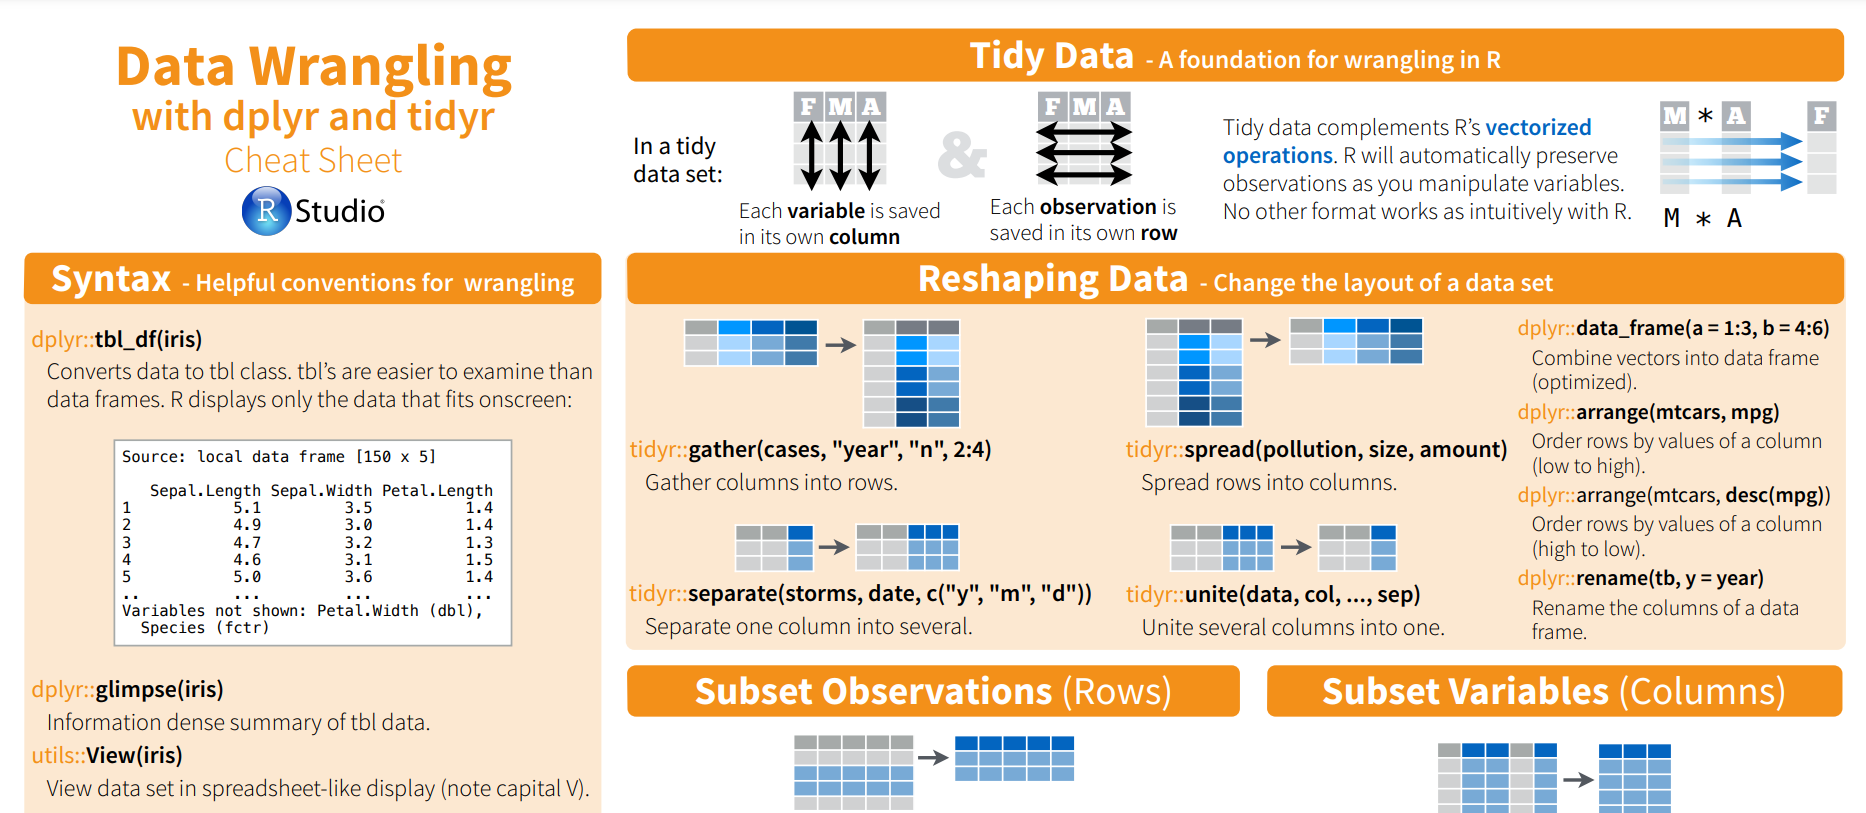 Data Wrangling
with dplyr and tidyr
Cheat Sheet
R Studio®
Syntax - Helpful conventions for wrangling
dplyr::tbl_df(iris)
Converts data to tbl class. tbl’s are easier to examine than
data frames. R displays only the data that fits onscreen:
Source: local data frame [150 x 5]
Sepal.Length Sepal.Width Petal.Length
1 5.1 3.5 1.4
2 4.9 3.0 1.4
3 4.7 3.2 1.3
4 4.6 3.1 1.5
5 5.0 3.6 1.4
.. ... ... ...
Variables not shown: Petal.Width (dbl),
Species (fctr)
dplyr::glimpse(iris)
Information dense summary of tbl data.
utils::View(iris)
View data set in spreadsheet-like display (note capital V).
Tidy Data - A foundation for wrangling in R
In a tidy
data set:
F M A
Each variable is saved
in its own column
&
F M A
Each observation is
saved in its own row
Tidy data complements R’s vectorized
operations. R will automatically preserve
observations as you manipulate variables.
No other format works as intuitively with R.
M * A F
M * A
Reshaping Data - Change the layout of a data set
tidyr::gather(cases, "year", "n", 2:4)
Gather columns into rows.
tidyr::spread(pollution, size, amount)
Spread rows into columns.
tidyr::separate(storms, date, c("y", "m", "d"))
Separate one column into several.
tidyr::unite(data, col, ..., sep)
Unite several columns into one.
dplyr::data_frame(a = 1:3, b = 4:6)
Combine vectors into data frame
(optimized).
dplyr::arrange(mtcars, mpg)
Order rows by values of a column
(low to high).
dplyr::arrange(mtcars, desc(mpg))
Order rows by values of a column
(high to low).
dplyr::rename(tb, y = year)
Rename the columns of a data
frame.
Subset Observations (Rows)
Subset Variables (Columns)